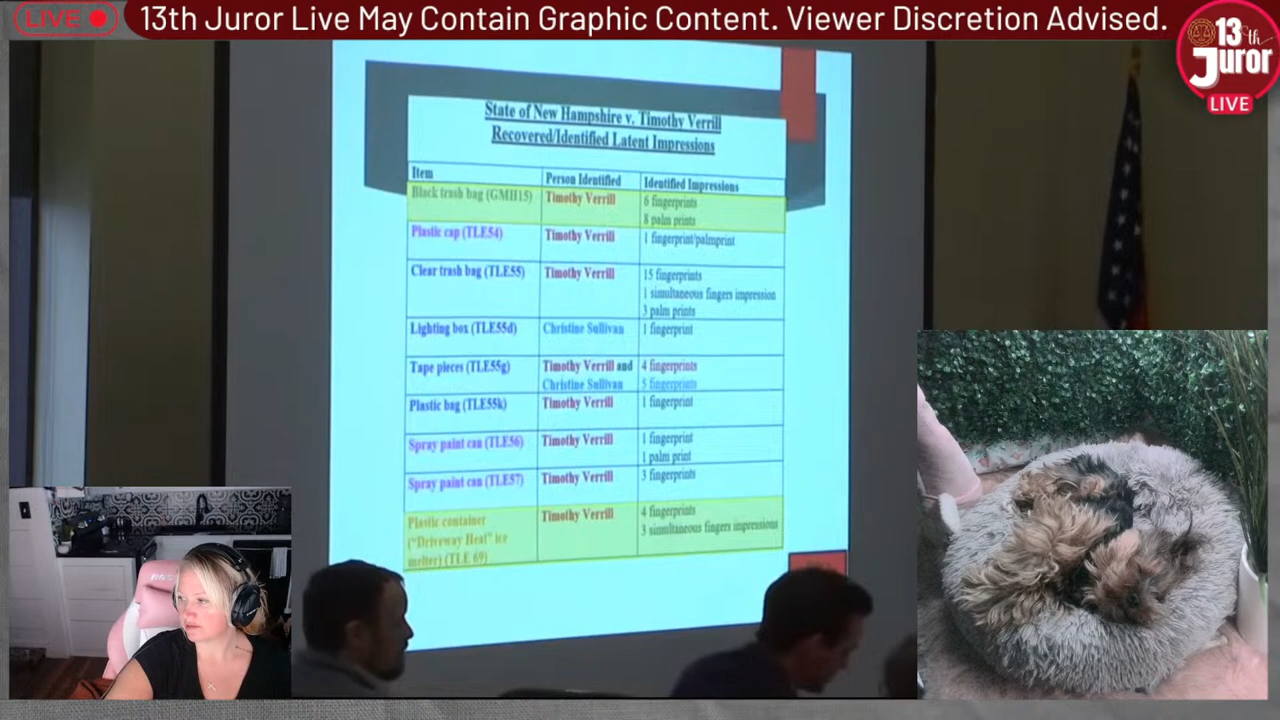 LIVE
13th Juror Live May Contain Graphic Content. Viewer Discretion Advised.
13th
Juror
LIVE
State of New Hampshire v. Timothy Verrill
Recovered/Identified Latent Impressions
Item Person Identified Identified Impressions
Black trash bag (GMH15) Timothy Verrill 6 fingerprints
8 palm prints
Plastic cap (TLE54) Timothy Verrill 1 fingerprint/palmprint
Clear trash bag (TLE55) Timothy Verrill 15 fingerprints
1 simultaneous fingers impression
3 palm prints
Lighting box (TLE55d) Christine Sullivan 1 fingerprint
Tape pieces (TLE55g) Timothy Verrill and 4 fingerprints
Christine Sullivan 5 fingerprints
Plastic bag (TLE55k) Timothy Verrill 1 fingerprint
Spray paint can (TLE56) Timothy Verrill 1 fingerprint
1 palm print
Spray paint can (TLE57) Timothy Verrill 3 fingerprints
Plastic container Timothy Verrill 4 fingerprints
("Driveway Heat" ice 3 simultaneous fingers impressions
melter) (TLE 69)